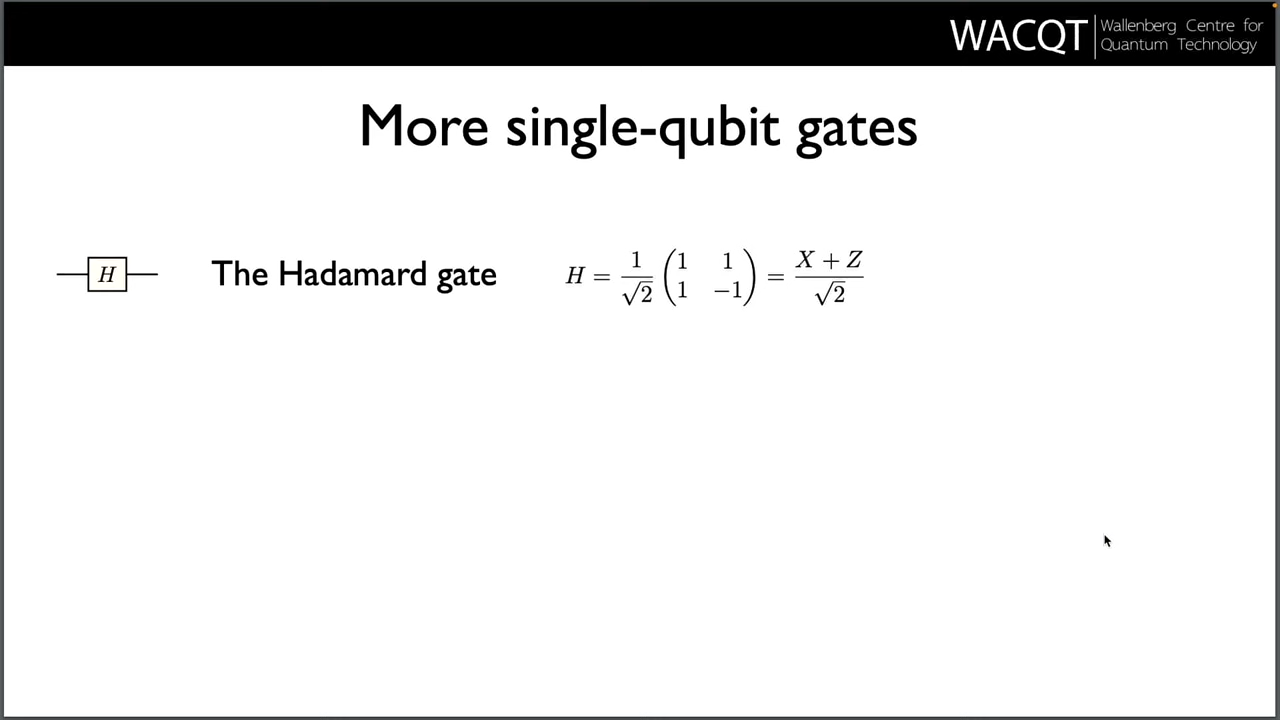 WACQT
Wallenberg Centre for
Quantum Technology
More single-qubit gates
H
The Hadamard gate
H = 1/√2 (1 1
1 −1) = X + Z/√2